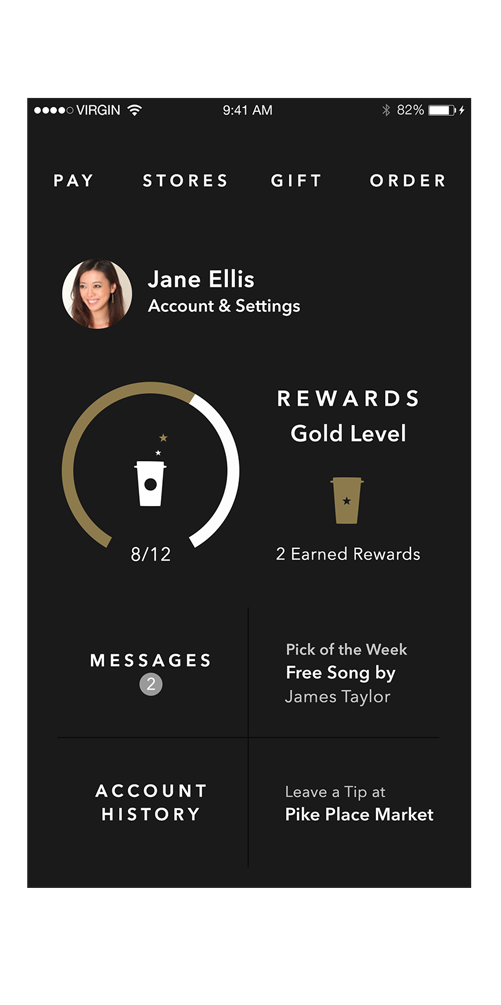 VIRGIN 9:41 AM 82%
PAY STORES GIFT ORDER
Jane Ellis
Account & Settings
REWARDS
Gold Level
8/12
2 Earned Rewards
MESSAGES
2
Pick of the Week
Free Song by
James Taylor
ACCOUNT
HISTORY
Leave a Tip at
Pike Place Market